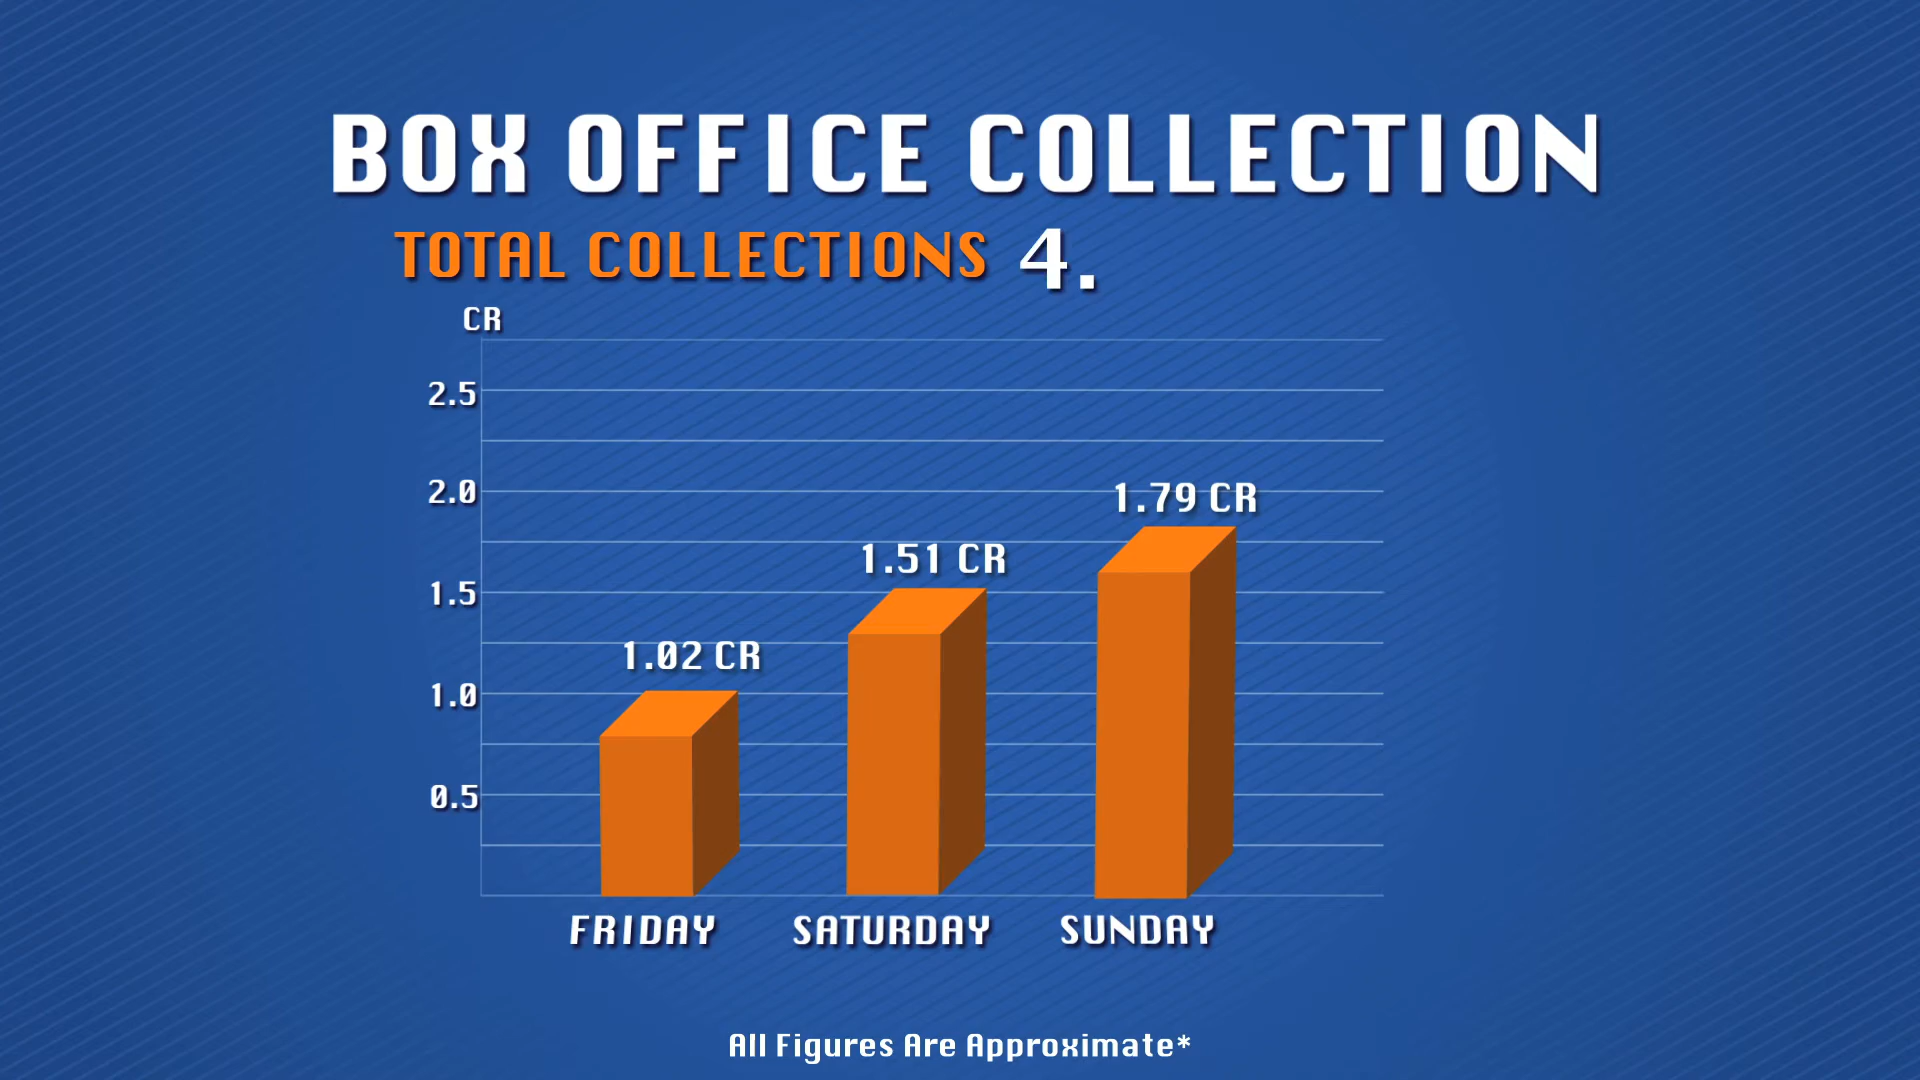 BOX OFFICE COLLECTION
TOTAL COLLECTIONS 4.
CR
2.5
2.0
1.5
1.0
0.5
1.02 CR
1.51 CR
1.79 CR
FRIDAY SATURDAY SUNDAY
All Figures Are Approximate*